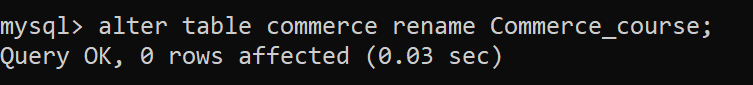 mysql> alter table commerce rename Commerce_course;
Query OK, 0 rows affected (0.03 sec)